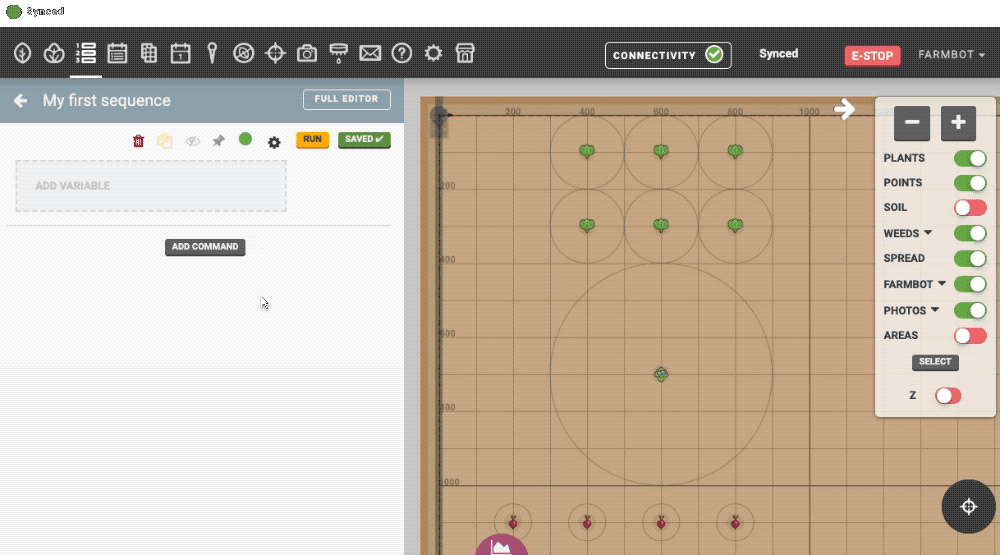 Synced
CONNECTIVITY
Synced
E-STOP
FARMBOT
My first sequence
FULL EDITOR
RUN
SAVED ✔
ADD VARIABLE
ADD COMMAND
200
400
600
800
1000
200
400
600
800
1000
PLANTS
POINTS
SOIL
WEEDS
SPREAD
FARMBOT
PHOTOS
AREAS
SELECT
Z